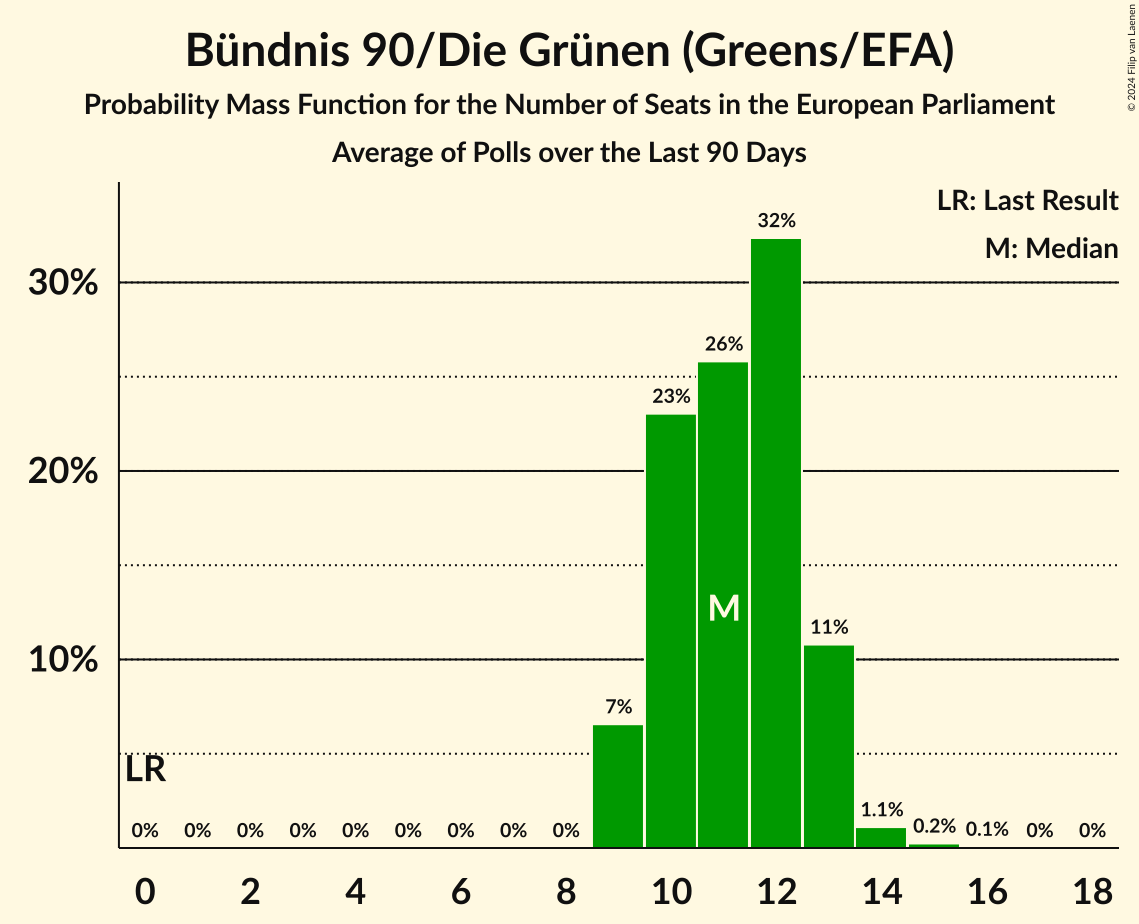 Bündnis 90/Die Grünen (Greens/EFA)
Probability Mass Function for the Number of Seats in the European Parliament
Average of Polls over the Last 90 Days
© 2024 Filip van Laenen
LR: Last Result
M: Median
32%
30%
26%
23%
20%
M
11%
10%
7%
LR
1.1%
0% 0% 0% 0% 0% 0% 0% 0% 0% 0.2% 0.1% 0% 0%
0 2 4 6 8 10 12 14 16 18